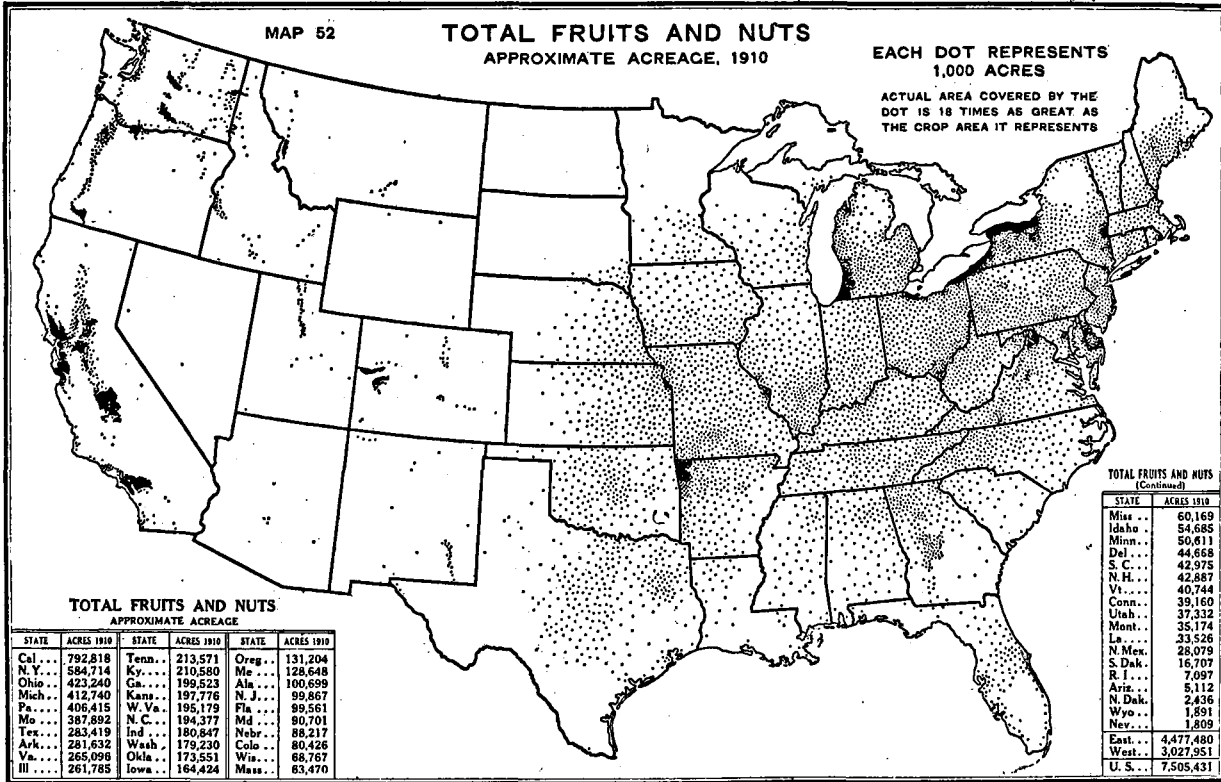 MAP 52
TOTAL FRUITS AND NUTS
APPROXIMATE ACREAGE, 1910
EACH DOT REPRESENTS
1,000 ACRES
ACTUAL AREA COVERED BY THE
DOT IS 18 TIMES AS GREAT AS
THE CROP AREA IT REPRESENTS
TOTAL FRUITS AND NUTS
APPROXIMATE ACREAGE
STATE ACRES 1910 STATE ACRES 1910 STATE ACRES 1910
Cal.... 792,818 Tenn.. 213,571 Oreg.. 131,204
N.Y.... 584,714 Ky.... 210,580 Me ... 128,648
Ohio.. 423,240 Ga.... 199,523 Ala... 100,699
Mich.. 412,740 Kans.. 197,776 N. J... 99,867
Pa.... 406,415 W.Va.. 195,179 Fla ... 99,561
Mo ... 387,892 N. C... 194,377 Md ... 90,701
Tex... 283,419 Ind ... 180,847 Nebr.. 88,217
Ark... 281,632 Wash . 179,230 Colo .. 80,426
Va.... 265,096 Okla.. 173,551 Wis... 68,767
Ill .... 261,785 Iowa.. 164,424 Mass.. 63,470
TOTAL FRUITS AND NUTS
(Continued)
STATE ACRES 1910
Miss .. 60,169
Idaho .. 54,685
Minn.. 50,611
Del ... 44,668
S. C... 42,975
N. H... 42,887
Vt.... 40,744
Conn.. 39,160
Utah.. 37,332
Mont.. 35,174
La.... 33,526
N. Mex. 28,079
S. Dak. 16,707
R. I... 7,097
Ariz... 5,112
N. Dak. 2,436
Wyo .. 1,891
Nev... 1,809
East... 4,477,480
West.. 3,027,951
U. S... 7,505,431